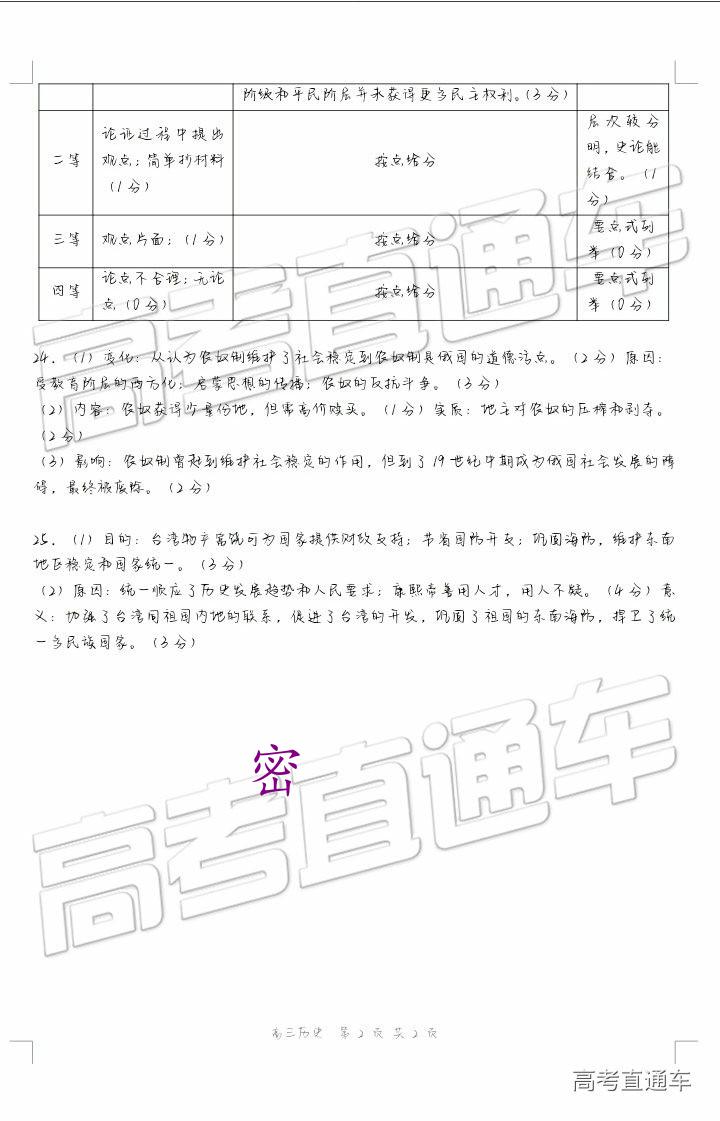 阶级和平民阶层并未获得更多民主权利。(3分)
二等
论证过程中提出
观点；简单抄材料
(1分)
按点给分
层次较分
明，史论能
结合。(1
分)
三等
观点片面；(1分)
按点给分
要点式列
举(0分)
四等
论点不合理；无论
点(0分)
按点给分
要点式列
举(0分)
24.(1)变化：从认为农奴制维护了社会稳定到农奴制是俄国的道德污点。(2分)原因：
受教育阶层的西方化；启蒙思想的传播；农奴的反抗斗争。(3分)
(2)内容：农奴获得少量份地，但需高价赎买。(1分)实质：地主对农奴的压榨和剥夺。
(2分)
(3)影响：农奴制曾起到维护社会稳定的作用，但到了19世纪中期成为俄国社会发展的障
碍，最终被废除。(2分)
25.(1)目的：台湾物产富饶可为国家提供财政支持；节省国防开支；巩固海防，维护东南
地区稳定和国家统一。(3分)
(2)原因：统一顺应了历史发展趋势和人民要求；康熙帝善用人才，用人不疑。(4分)意
义：加强了台湾同祖国内地的联系，促进了台湾的开发，巩固了祖国的东南海防，捍卫了统
一多民族国家。(3分)
高考直通车
密
高考直通车
高三历史 第2页 共2页
高考直通车